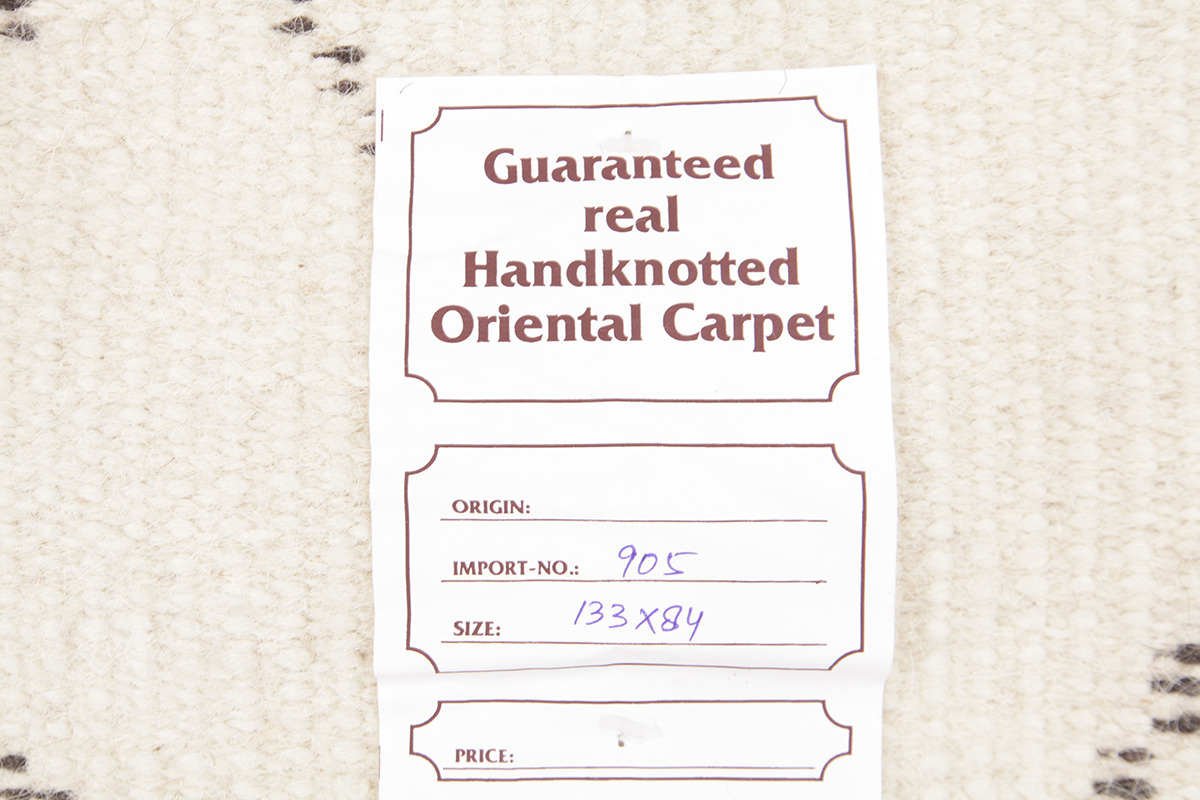 Guaranteed
real
Handknotted
Oriental Carpet
ORIGIN:
IMPORT-NO.: 905
SIZE: 133x84
PRICE: